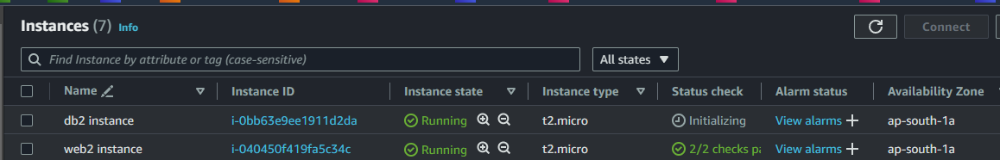 Instances (7) Info
Connect
Find Instance by attribute or tag (case-sensitive)
All states
Name Instance ID Instance state Instance type Status check Alarm status Availability Zone
db2 instance i-0bb63e9ee1911d2da Running t2.micro Initializing View alarms + ap-south-1a
web2 instance i-040450f419fa5c34c Running t2.micro 2/2 checks pa View alarms + ap-south-1a